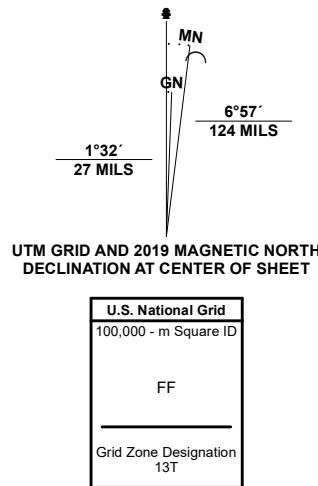 MN
GN
6°57´
124 MILS
1°32´
27 MILS
UTM GRID AND 2019 MAGNETIC NORTH
DECLINATION AT CENTER OF SHEET
U.S. National Grid
100,000 - m Square ID
FF
Grid Zone Designation
13T